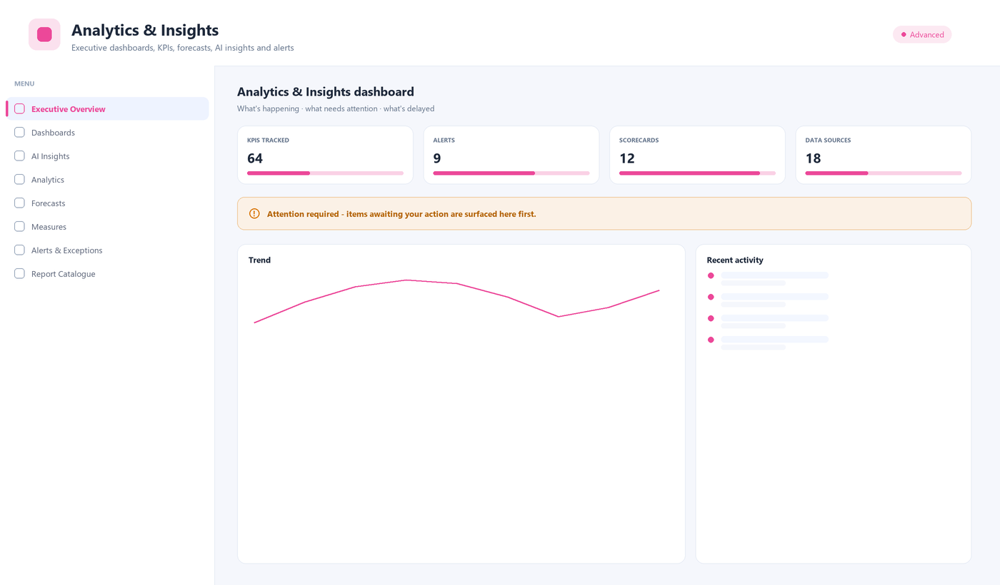 Analytics & Insights
Executive dashboards, KPIs, forecasts, AI insights and alerts
Advanced
MENU
Executive Overview
Dashboards
AI Insights
Analytics
Forecasts
Measures
Alerts & Exceptions
Report Catalogue
Analytics & Insights dashboard
What's happening · what needs attention · what's delayed
KPIS TRACKED
64
ALERTS
9
SCORECARDS
12
DATA SOURCES
18
Attention required - items awaiting your action are surfaced here first.
Trend
Recent activity